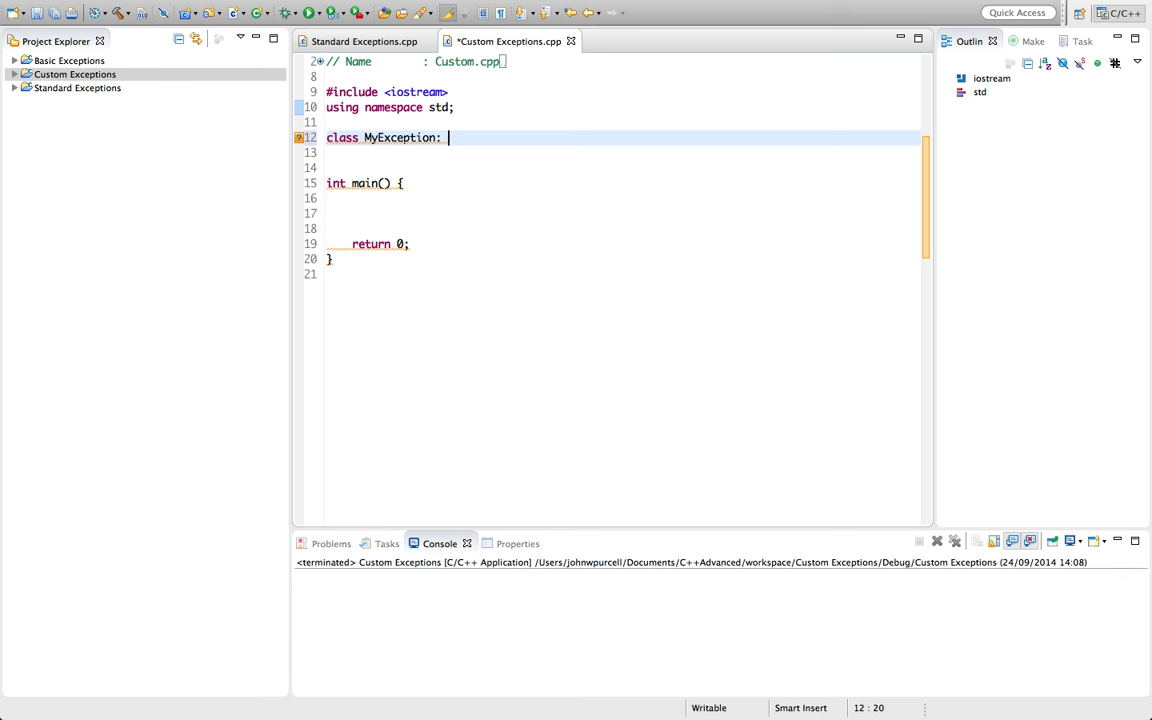 Quick Access
C/C++
Project Explorer
Basic Exceptions
Custom Exceptions
Standard Exceptions
Standard Exceptions.cpp
*Custom Exceptions.cpp
2 // Name : Custom.cpp
8
9 #include <iostream>
10 using namespace std;
11
12 class MyException:
13
14
15 int main() {
16
17
18
19 return 0;
20 }
21
Outlin
Make
Task
iostream
std
Problems
Tasks
Console
Properties
<terminated> Custom Exceptions [C/C++ Application] /Users/johnwpurcell/Documents/C++Advanced/workspace/Custom Exceptions/Debug/Custom Exceptions (24/09/2014 14:08)
Writable
Smart Insert
12 : 20